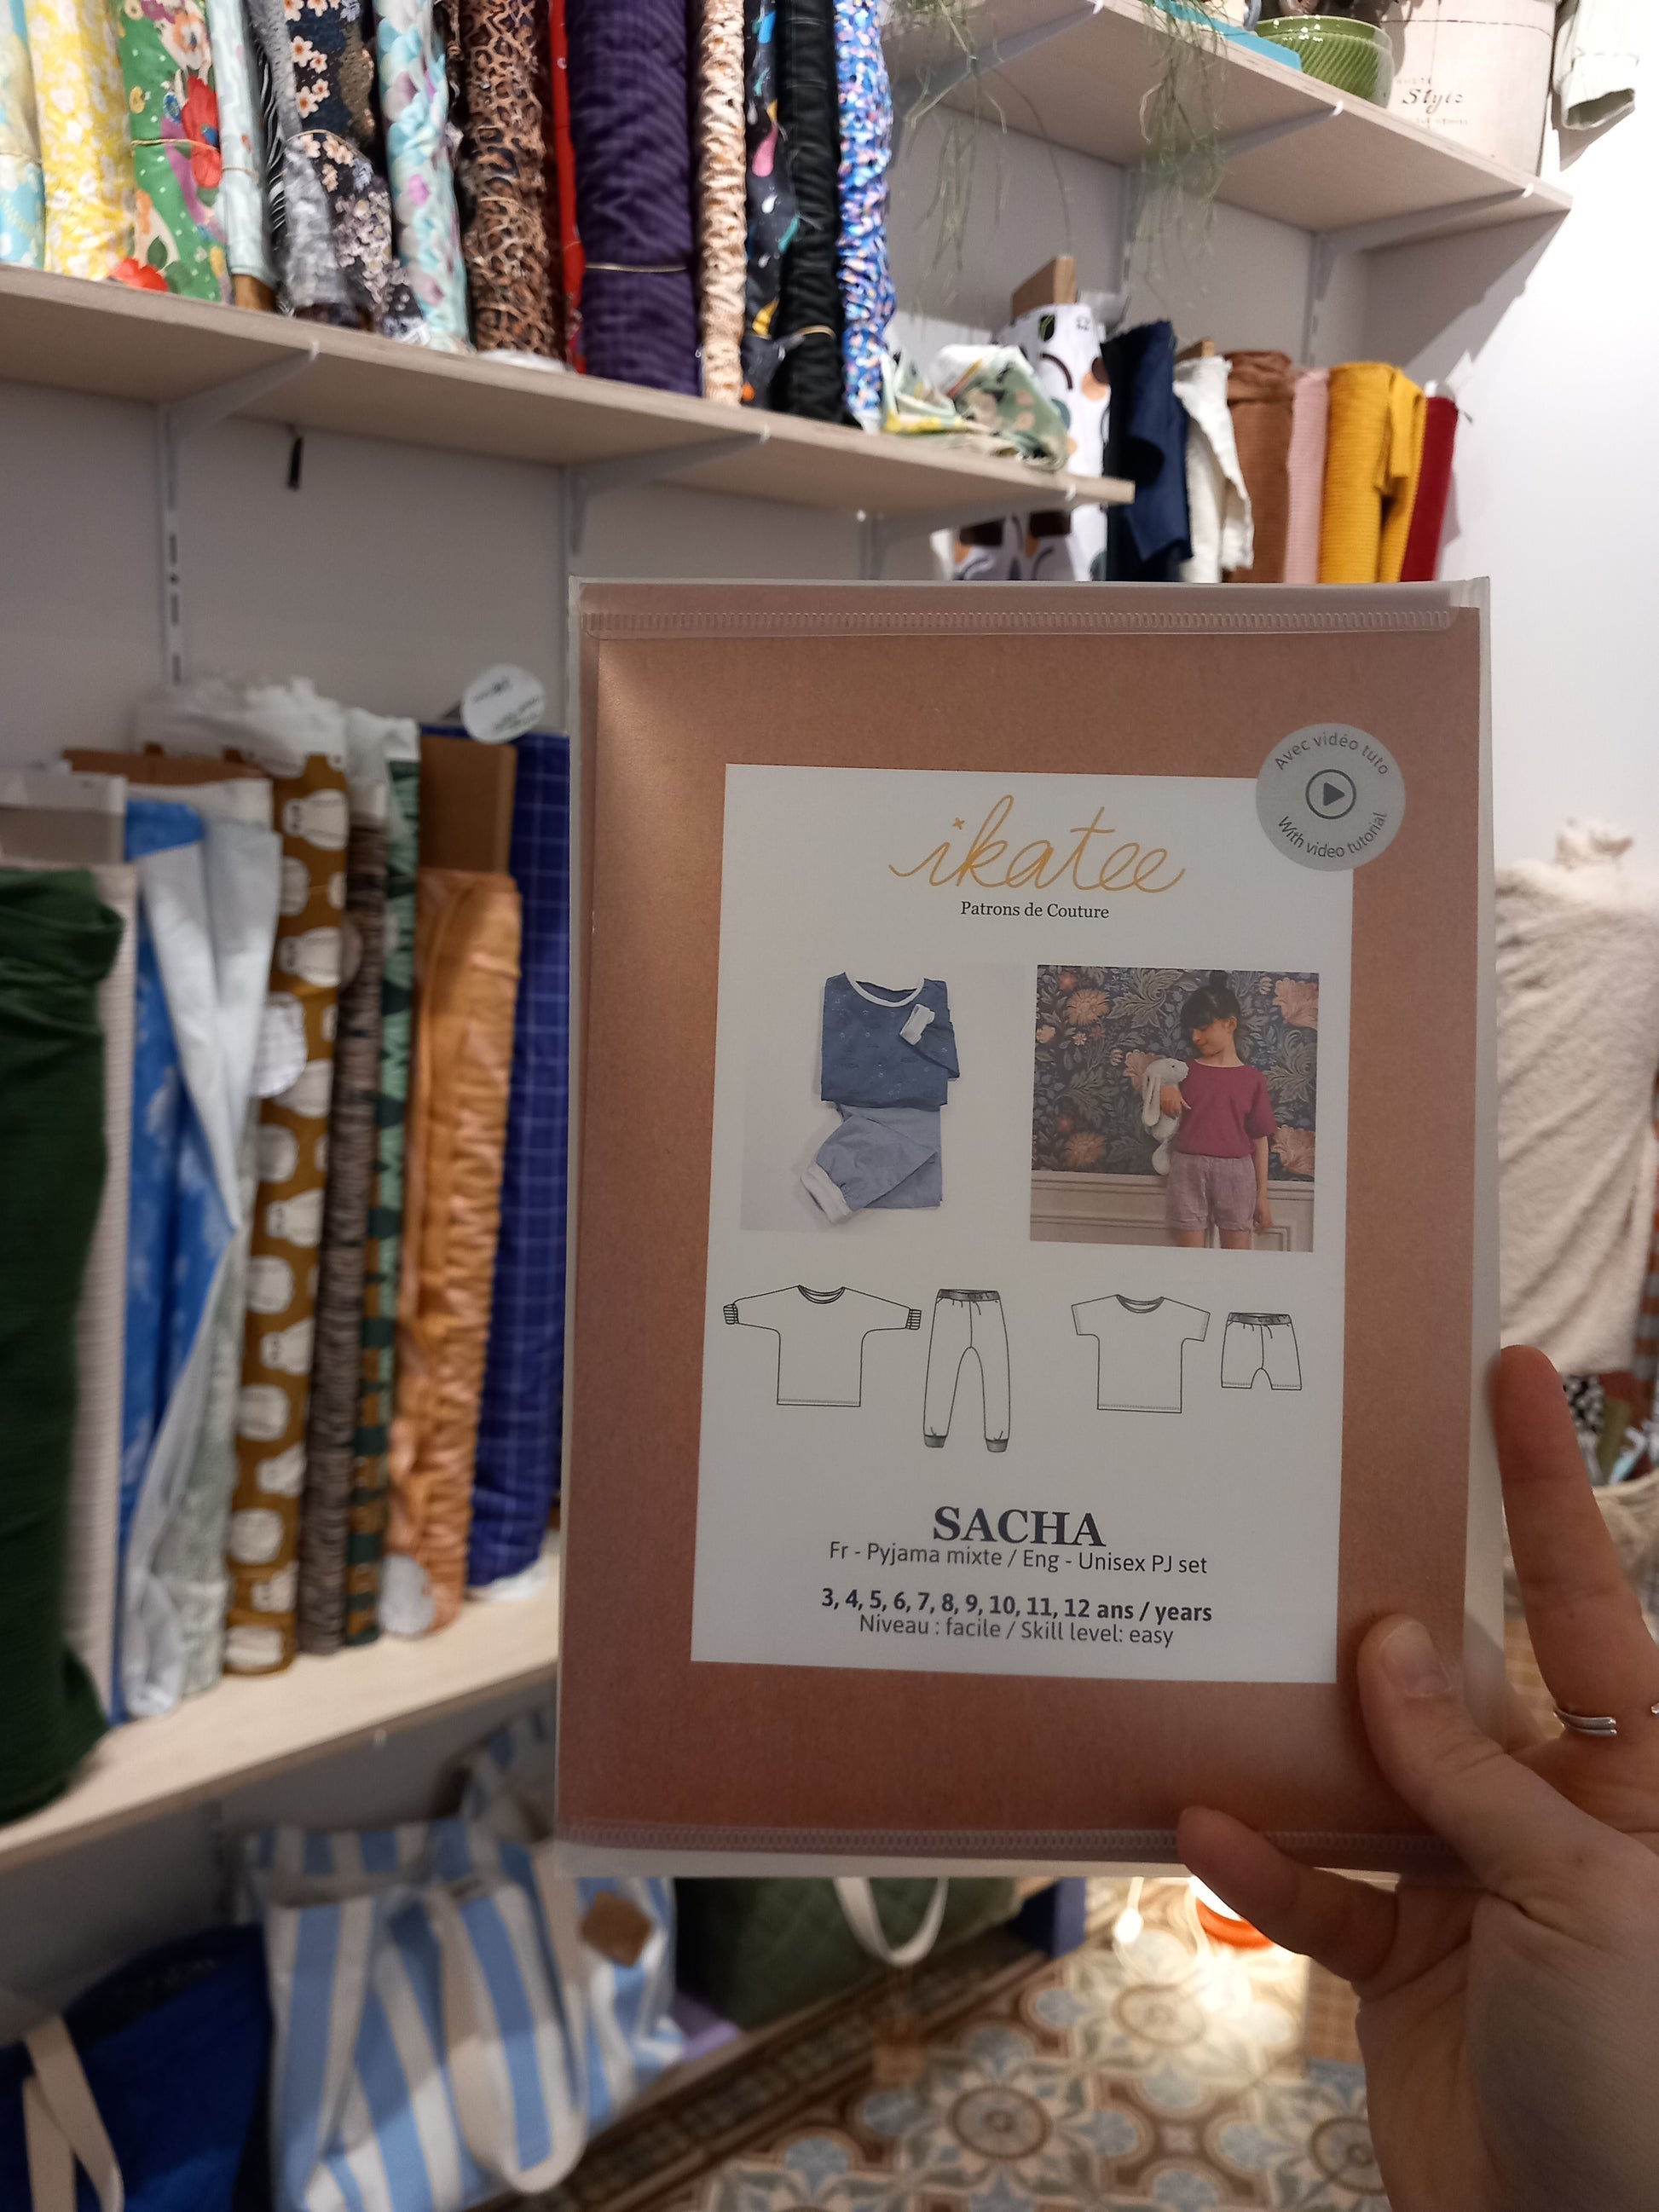 Style
Avec vidéo tuto
With video tutorial
ikatee
Patrons de Couture
SACHA
Fr - Pyjama mixte / Eng - Unisex PJ set
3, 4, 5, 6, 7, 8, 9, 10, 11, 12 ans / years
Niveau : facile / Skill level: easy